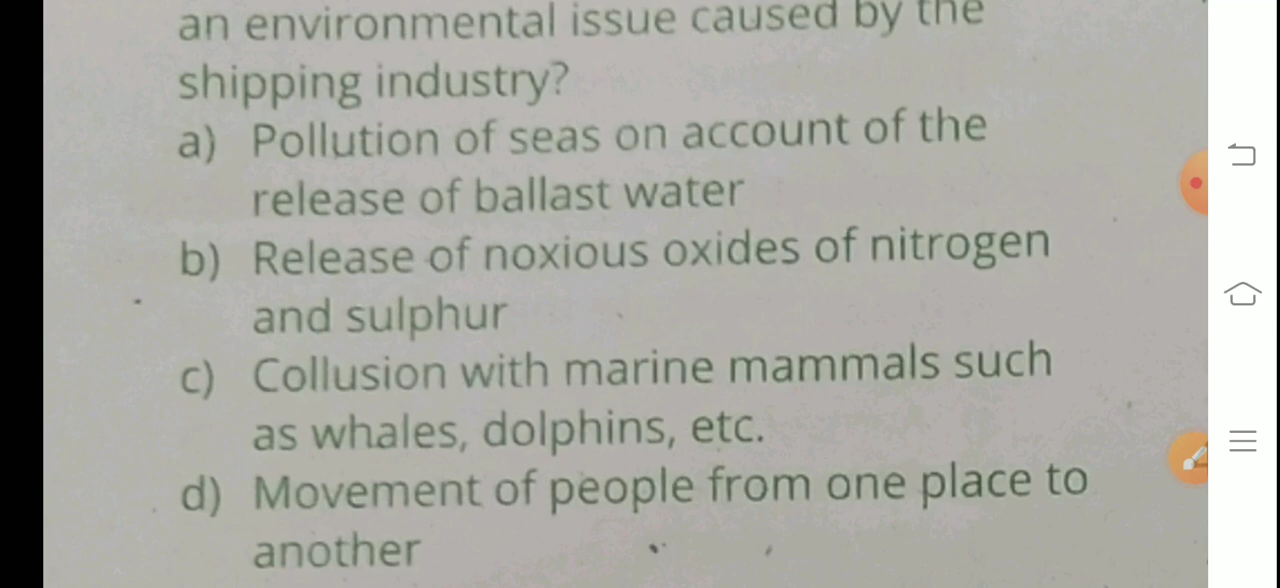 an environmental issue caused by the
shipping industry?
a) Pollution of seas on account of the
release of ballast water
b) Release of noxious oxides of nitrogen
and sulphur
c) Collusion with marine mammals such
as whales, dolphins, etc.
d) Movement of people from one place to
another